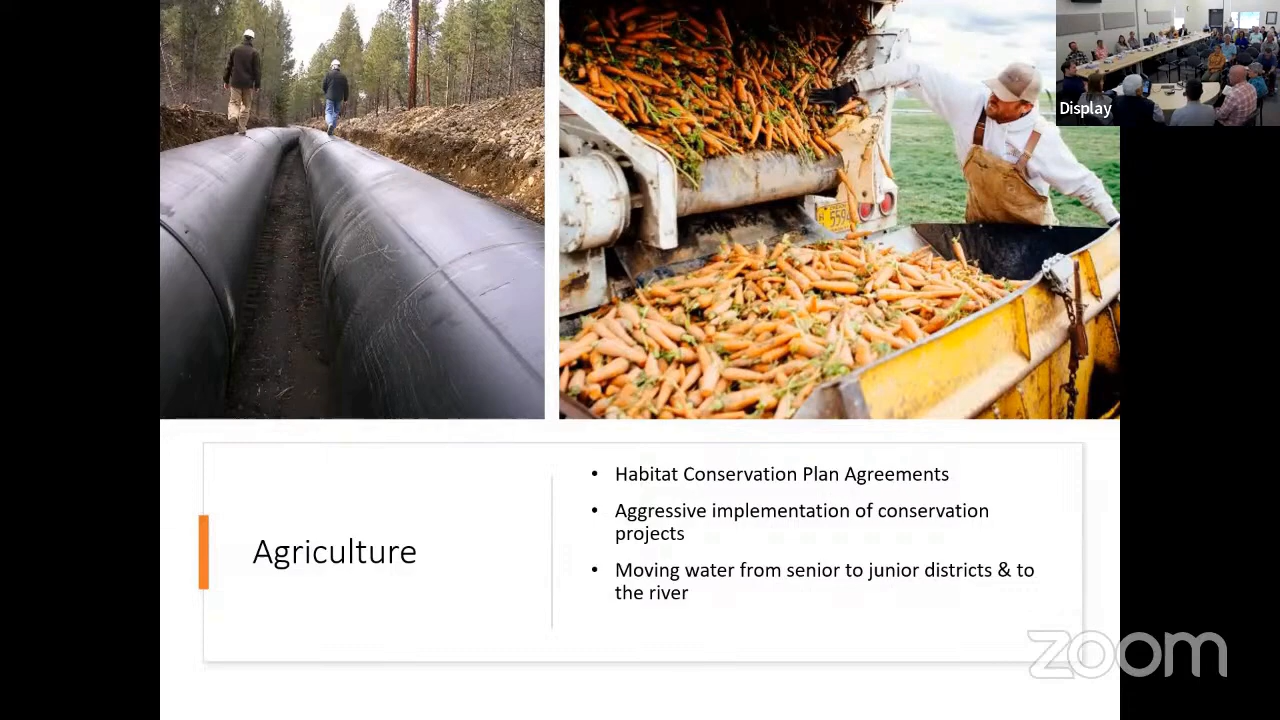 Display
Agriculture
• Habitat Conservation Plan Agreements
• Aggressive implementation of conservation
projects
• Moving water from senior to junior districts & to
the river
zoom